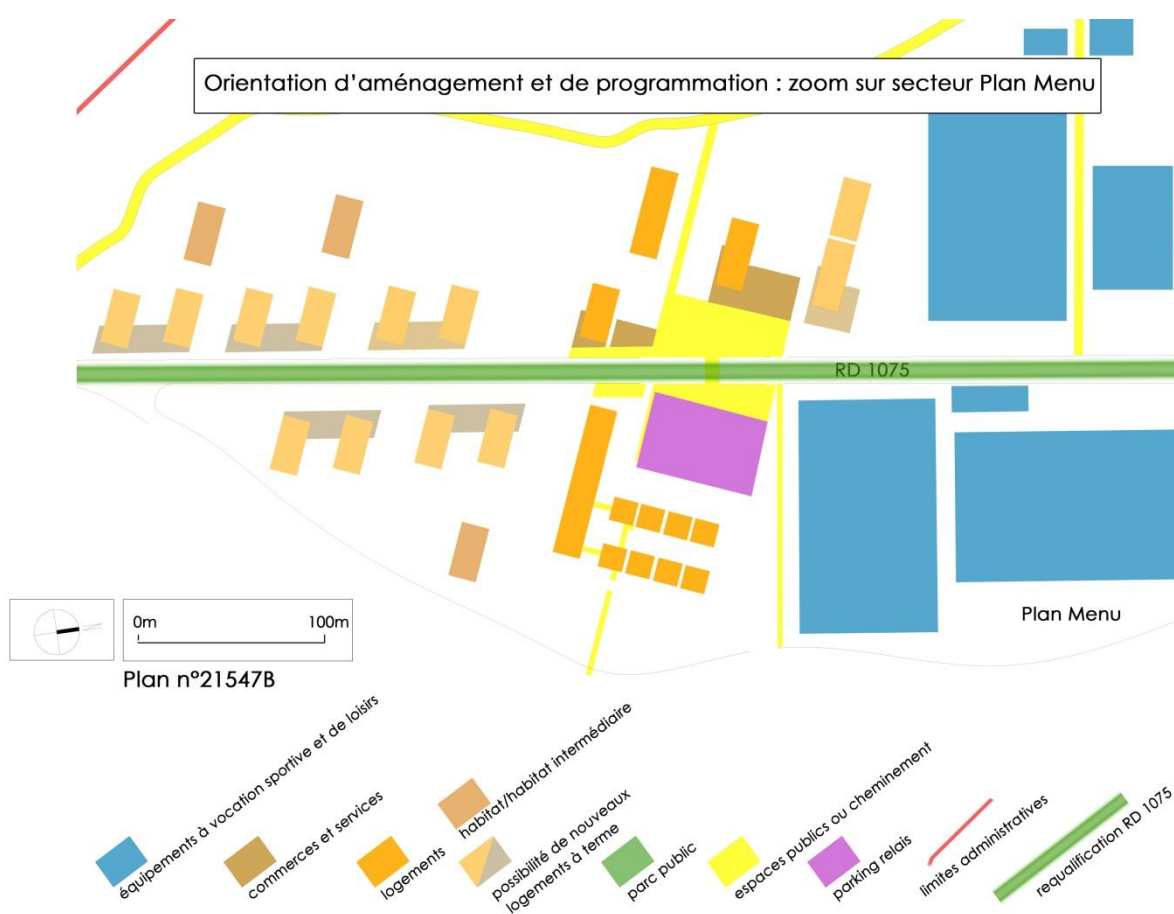 Orientation d'aménagement et de programmation : zoom sur secteur Plan Menu
RD 1075
Plan Menu
0m
100m
Plan n°21547B
équipements à vocation sportive et de loisirs
commerces et services
logements
habitat/habitat intermédiaire
possibilité de nouveaux
logements à terme
parc public
espaces publics ou cheminement
parking relais
limites administratives
requalification RD 1075